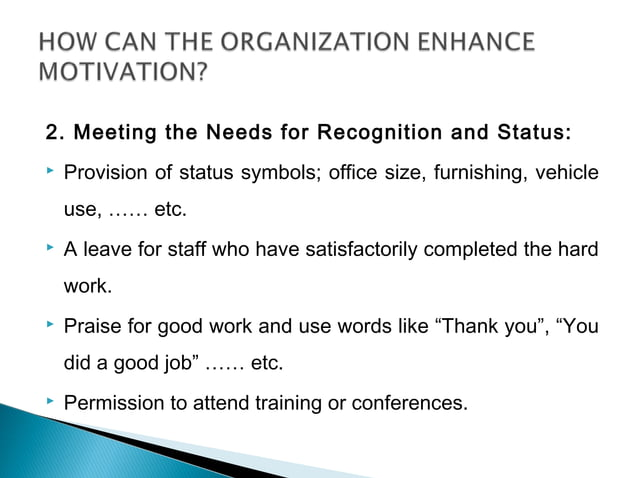 HOW CAN THE ORGANIZATION ENHANCE
MOTIVATION?
2. Meeting the Needs for Recognition and Status:
Provision of status symbols; office size, furnishing, vehicle
use, …… etc.
A leave for staff who have satisfactorily completed the hard
work.
Praise for good work and use words like “Thank you”, “You
did a good job” …… etc.
Permission to attend training or conferences.